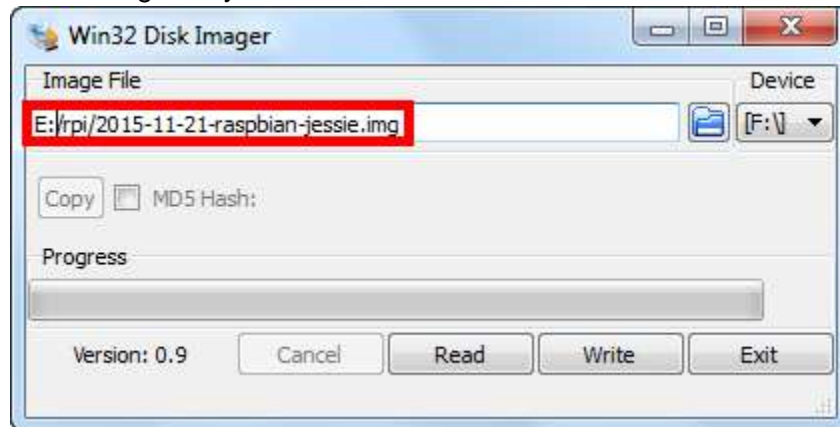 Win32 Disk Imager
Image File
Device
E:/rpi/2015-11-21-raspbian-jessie.img
[F:\]
Copy
MD5 Hash:
Progress
Version: 0.9
Cancel
Read
Write
Exit